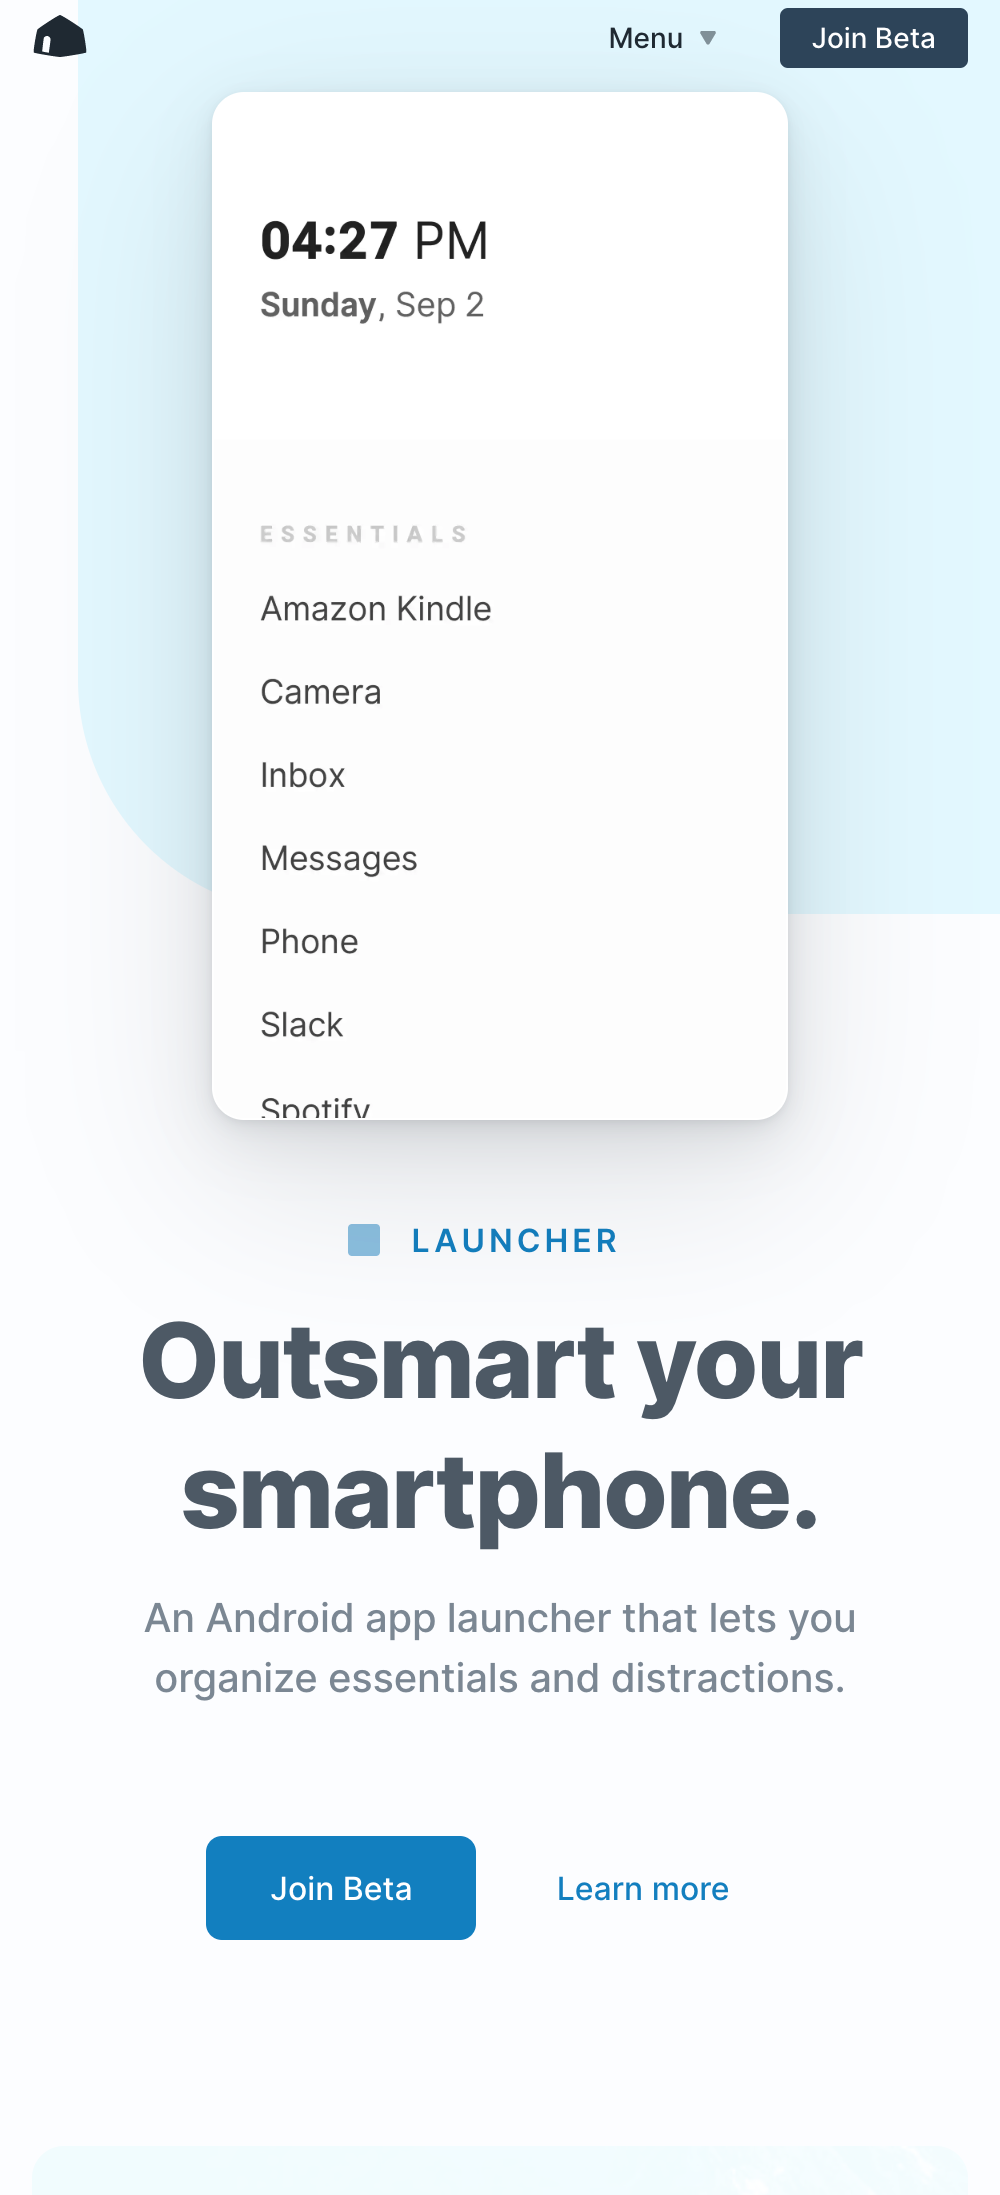 Menu
Join Beta
04:27 PM
Sunday, Sep 2
ESSENTIALS
Amazon Kindle
Camera
Inbox
Messages
Phone
Slack
Spotify
LAUNCHER
Outsmart your
smartphone.
An Android app launcher that lets you
organize essentials and distractions.
Join Beta
Learn more